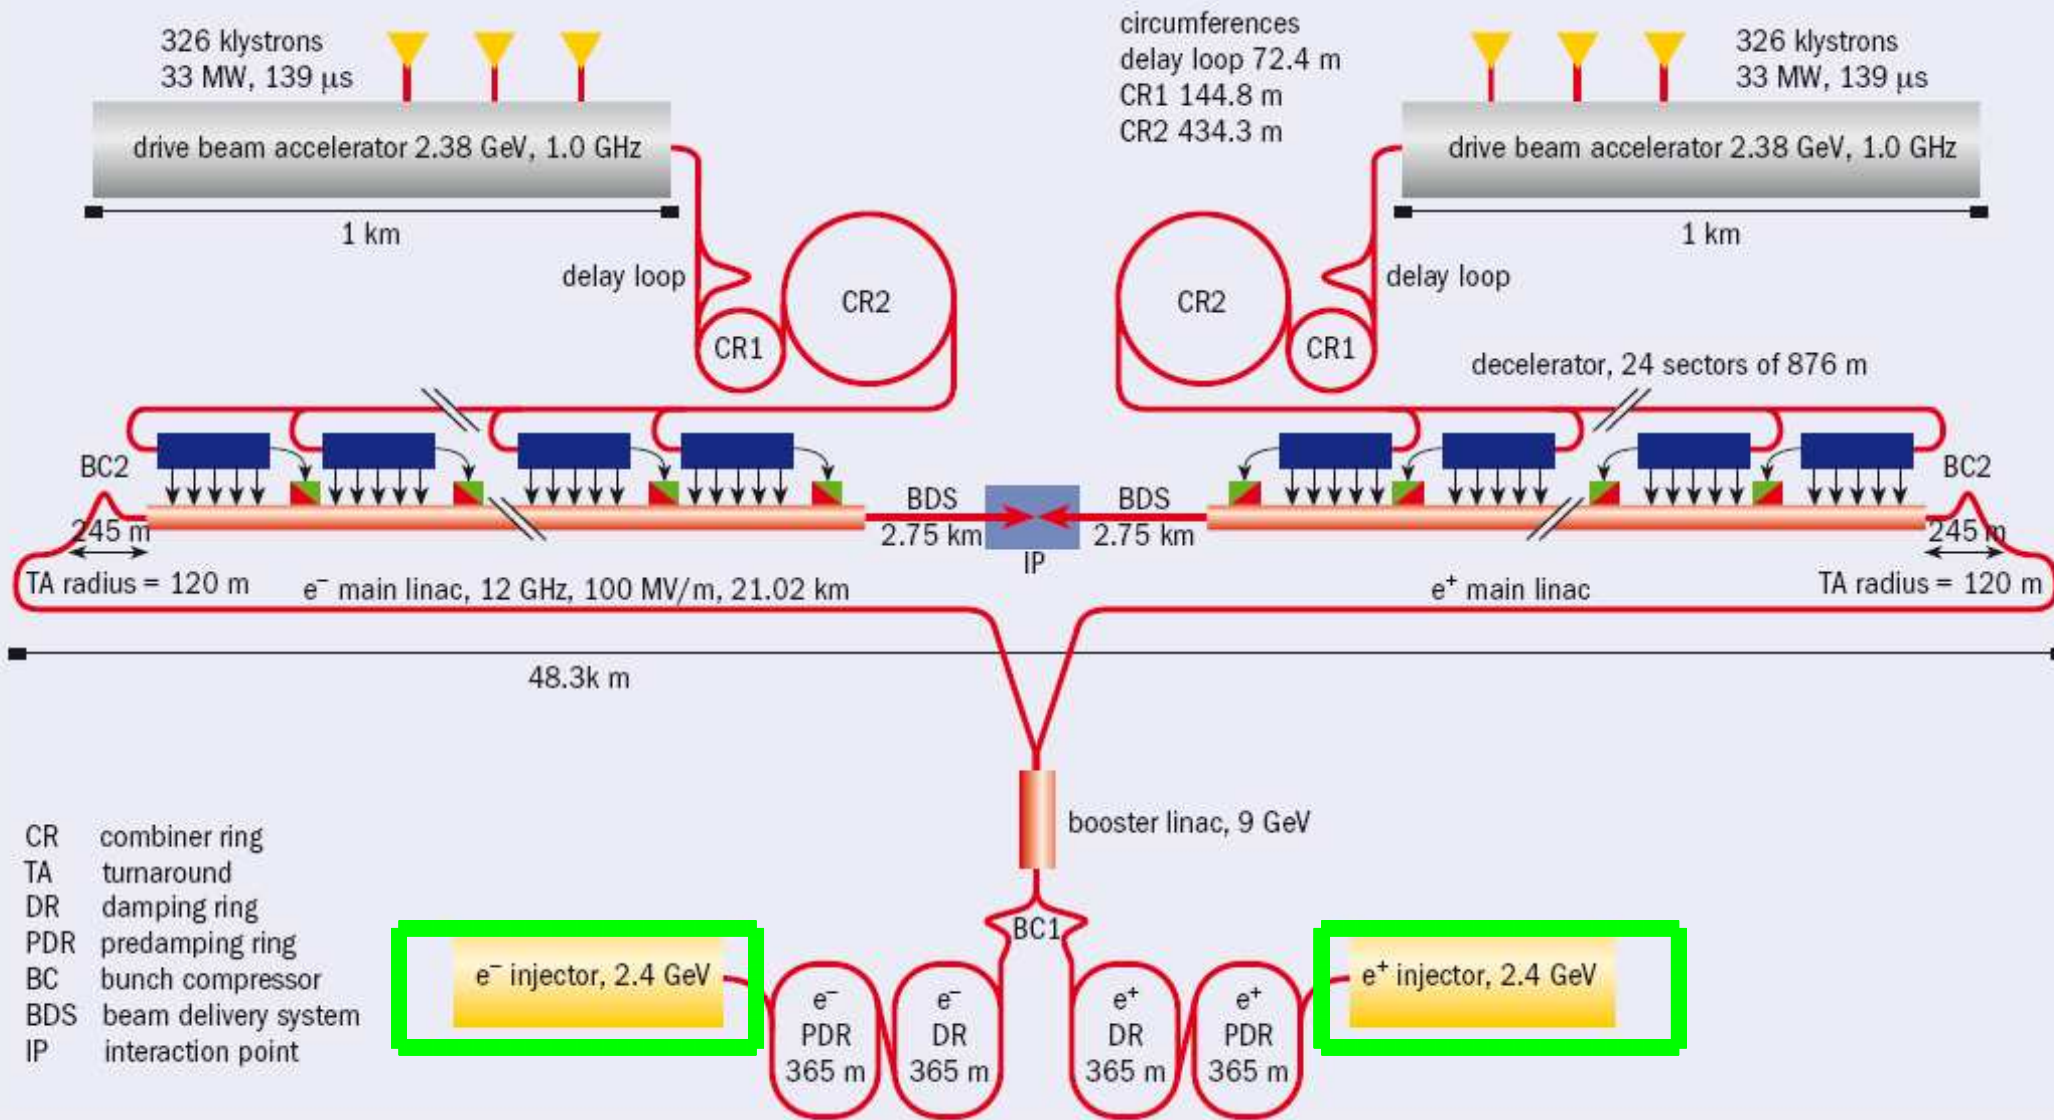 326 klystrons
33 MW, 139 μs
circumferences
delay loop 72.4 m
CR1 144.8 m
CR2 434.3 m
326 klystrons
33 MW, 139 μs
drive beam accelerator 2.38 GeV, 1.0 GHz
drive beam accelerator 2.38 GeV, 1.0 GHz
1 km
1 km
delay loop
CR2
CR1
CR2
CR1
delay loop
decelerator, 24 sectors of 876 m
BC2
BC2
245 m
BDS
2.75 km
IP
BDS
2.75 km
245 m
TA radius = 120 m
e⁻ main linac, 12 GHz, 100 MV/m, 21.02 km
e⁺ main linac
TA radius = 120 m
48.3k m
booster linac, 9 GeV
CR combiner ring
TA turnaround
DR damping ring
PDR predamping ring
BC bunch compressor
BDS beam delivery system
IP interaction point
BC1
e⁻ injector, 2.4 GeV
e⁻
PDR
365 m
e⁻
DR
365 m
e⁺
DR
365 m
e⁺
PDR
365 m
e⁺ injector, 2.4 GeV